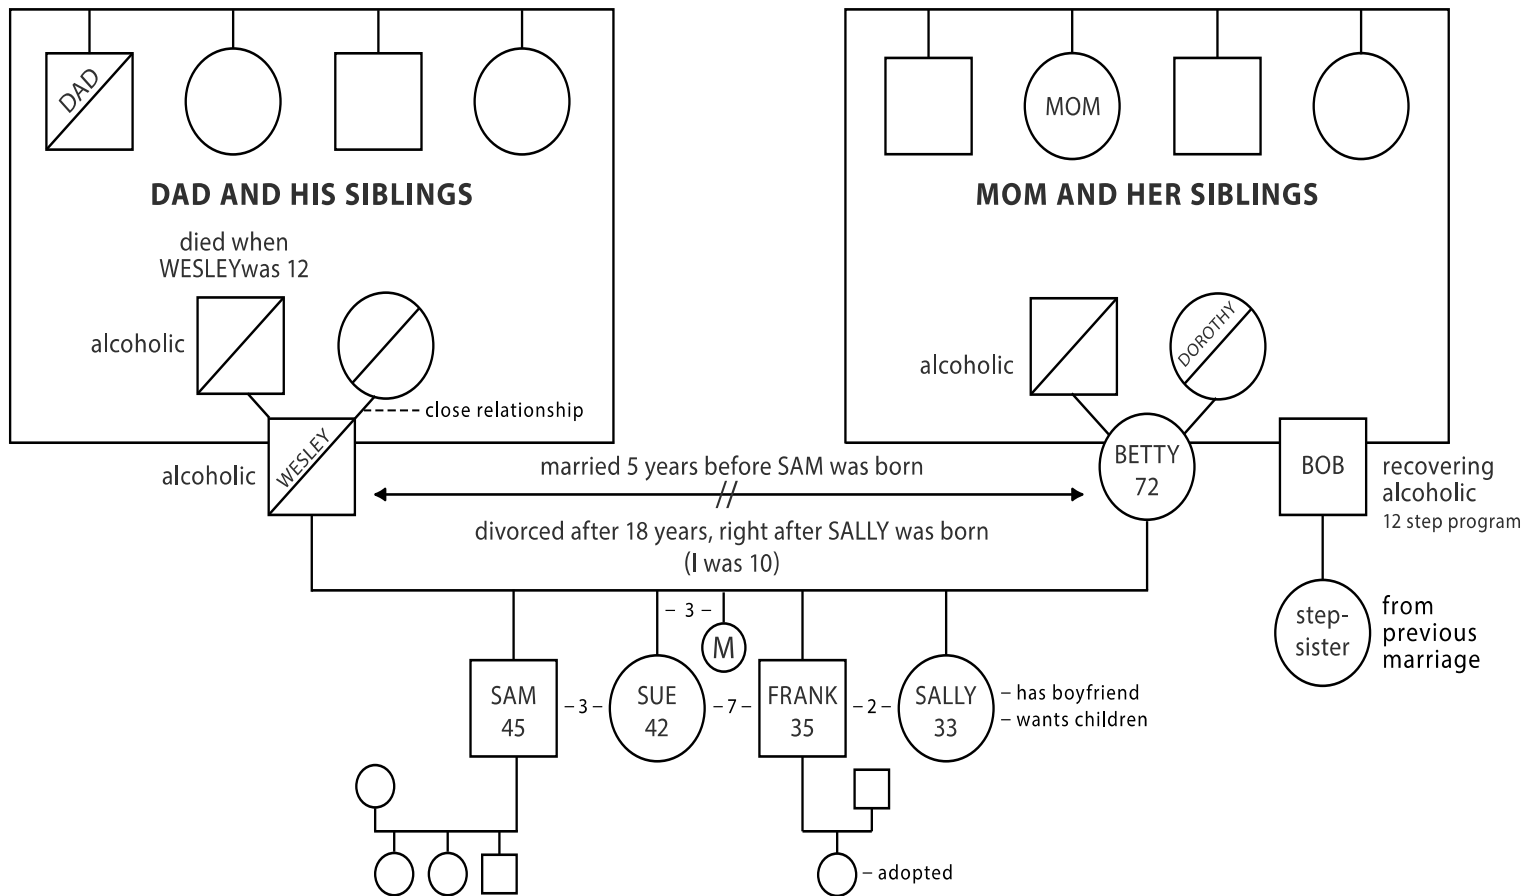 DAD
MOM
DAD AND HIS SIBLINGS
MOM AND HER SIBLINGS
died when
WESLEYwas 12
alcoholic
close relationship
alcoholic
DOROTHY
WESLEY
alcoholic
married 5 years before SAM was born
divorced after 18 years, right after SALLY was born
(I was 10)
BETTY
72
BOB
recovering
alcoholic
12 step program
step-
sister
from
previous
marriage
– 3 –
M
SAM
45
– 3 –
SUE
42
– 7 –
FRANK
35
– 2 –
SALLY
33
– has boyfriend
– wants children
– adopted